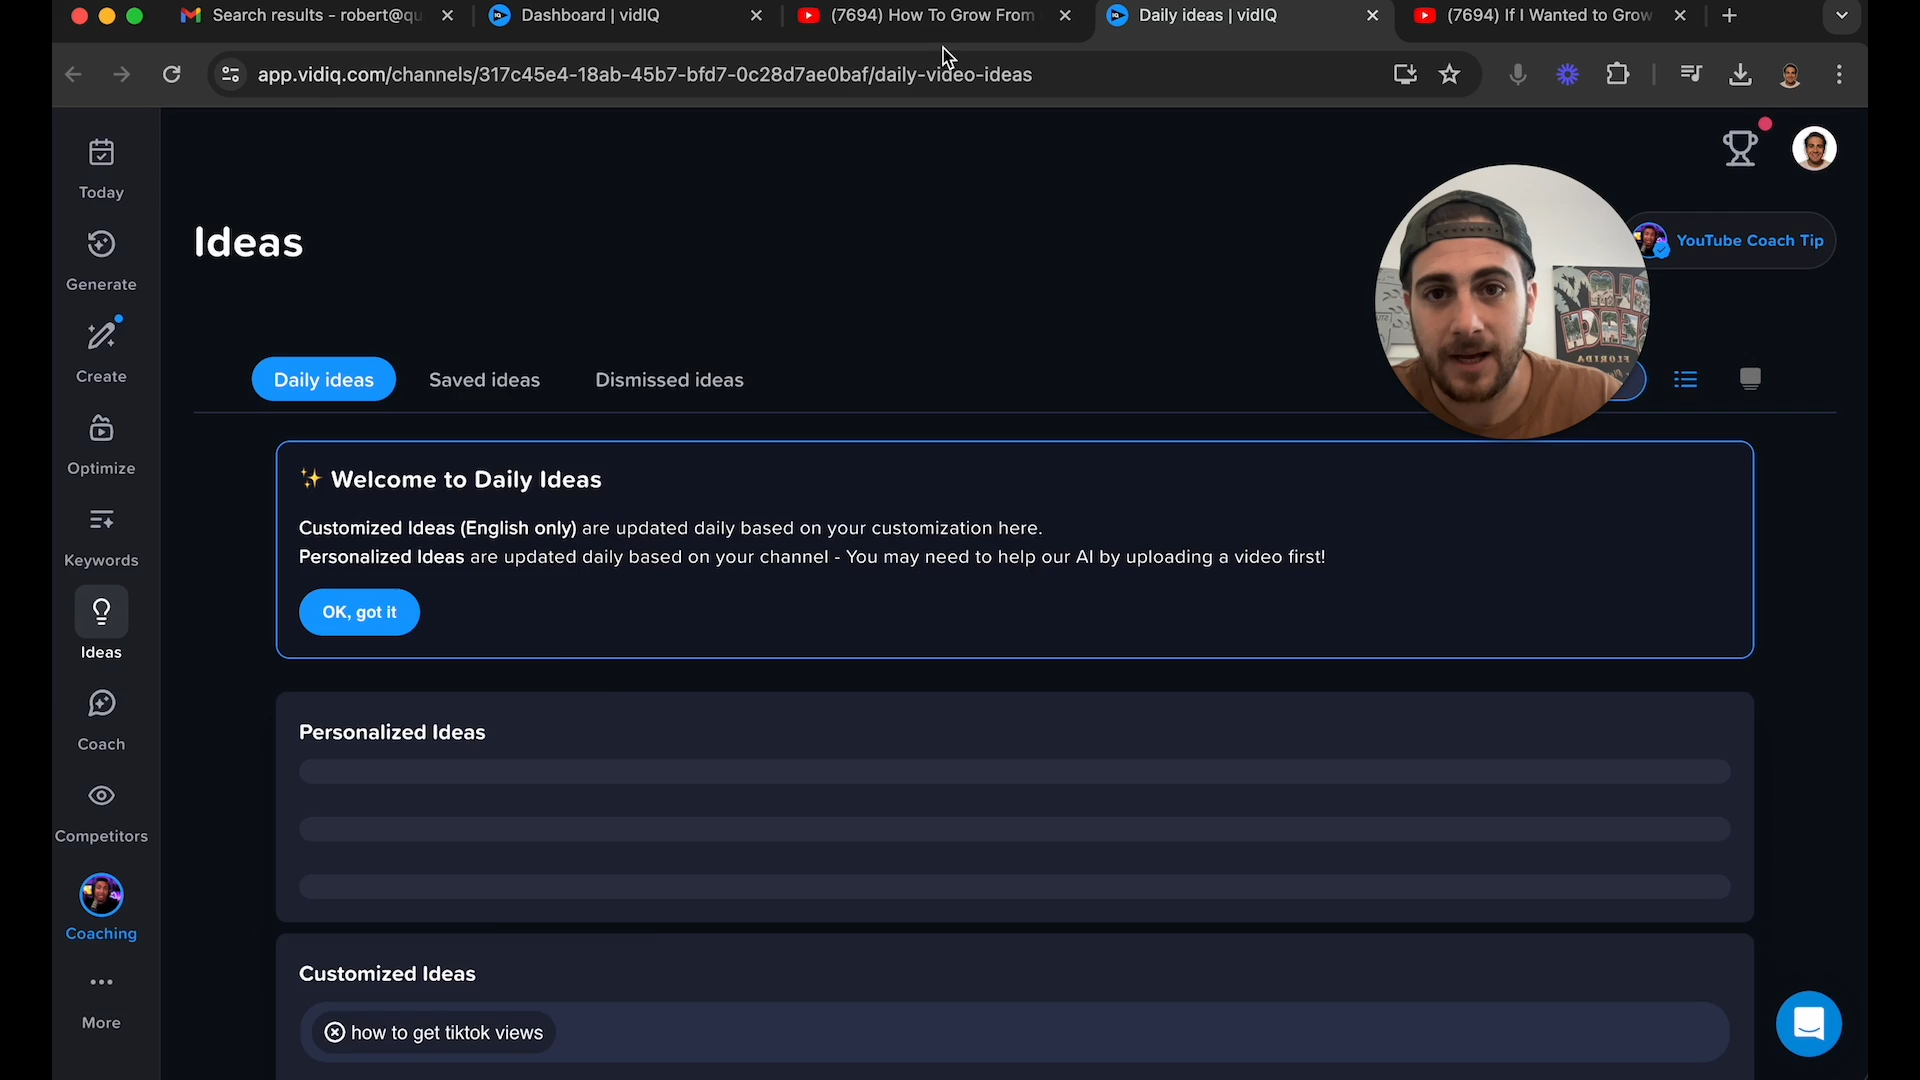 Search results - robert@qu
Dashboard | vidIQ
(7694) How To Grow From
Daily ideas | vidIQ
(7694) If I Wanted to Grow
app.vidiq.com/channels/317c45e4-18ab-45b7-bfd7-0c28d7ae0baf/daily-video-ideas
Today
Generate
Create
Optimize
Keywords
Ideas
Coach
Competitors
Coaching
More
Ideas
YouTube Coach Tip
Daily ideas
Saved ideas
Dismissed ideas
✨ Welcome to Daily Ideas
Customized Ideas (English only) are updated daily based on your customization here.
Personalized Ideas are updated daily based on your channel - You may need to help our AI by uploading a video first!
OK, got it
Personalized Ideas
Customized Ideas
how to get tiktok views
FLORIDA